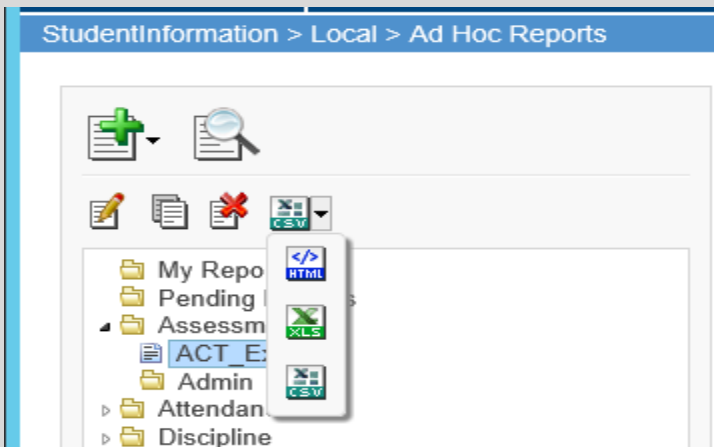 StudentInformation > Local > Ad Hoc Reports
CSV
My Repo
HTML
Pending
s
Assessm
XLS
ACT_Ex
CSV
Admin
Attendan
Discipline